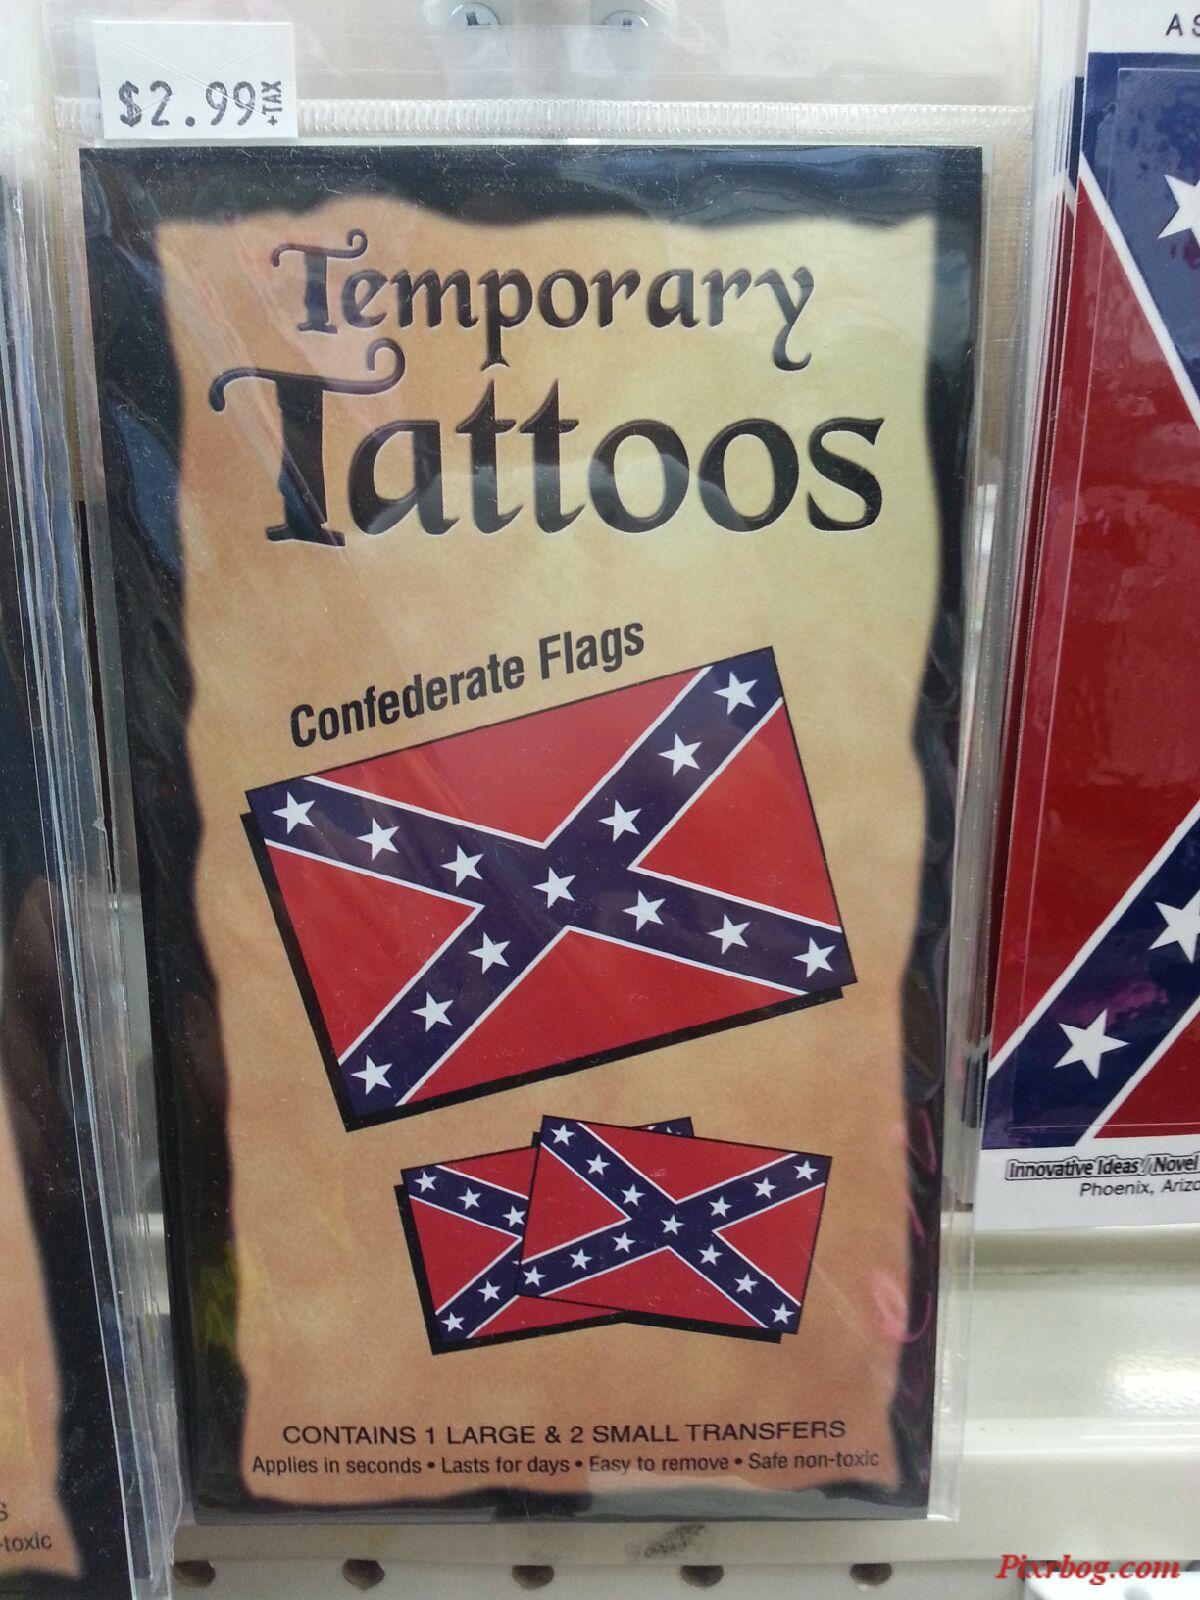 $2.99 +TAX
Temporary
Tattoos
Confederate Flags
CONTAINS 1 LARGE & 2 SMALL TRANSFERS
Applies in seconds • Lasts for days • Easy to remove • Safe non-toxic
-toxic
Innovative Ideas / Novel
Phoenix,
Pixrbog.com